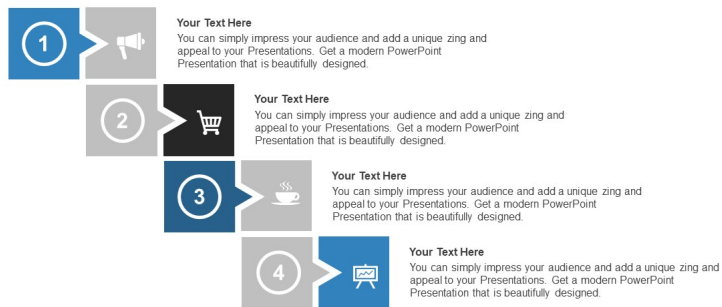 1
Your Text Here
You can simply impress your audience and add a unique zing and
appeal to your Presentations. Get a modern PowerPoint
Presentation that is beautifully designed.
2
Your Text Here
You can simply impress your audience and add a unique zing and
appeal to your Presentations. Get a modern PowerPoint
Presentation that is beautifully designed.
3
Your Text Here
You can simply impress your audience and add a unique zing and
appeal to your Presentations. Get a modern PowerPoint
Presentation that is beautifully designed.
4
Your Text Here
You can simply impress your audience and add a unique zing and
appeal to your Presentations. Get a modern PowerPoint
Presentation that is beautifully designed.